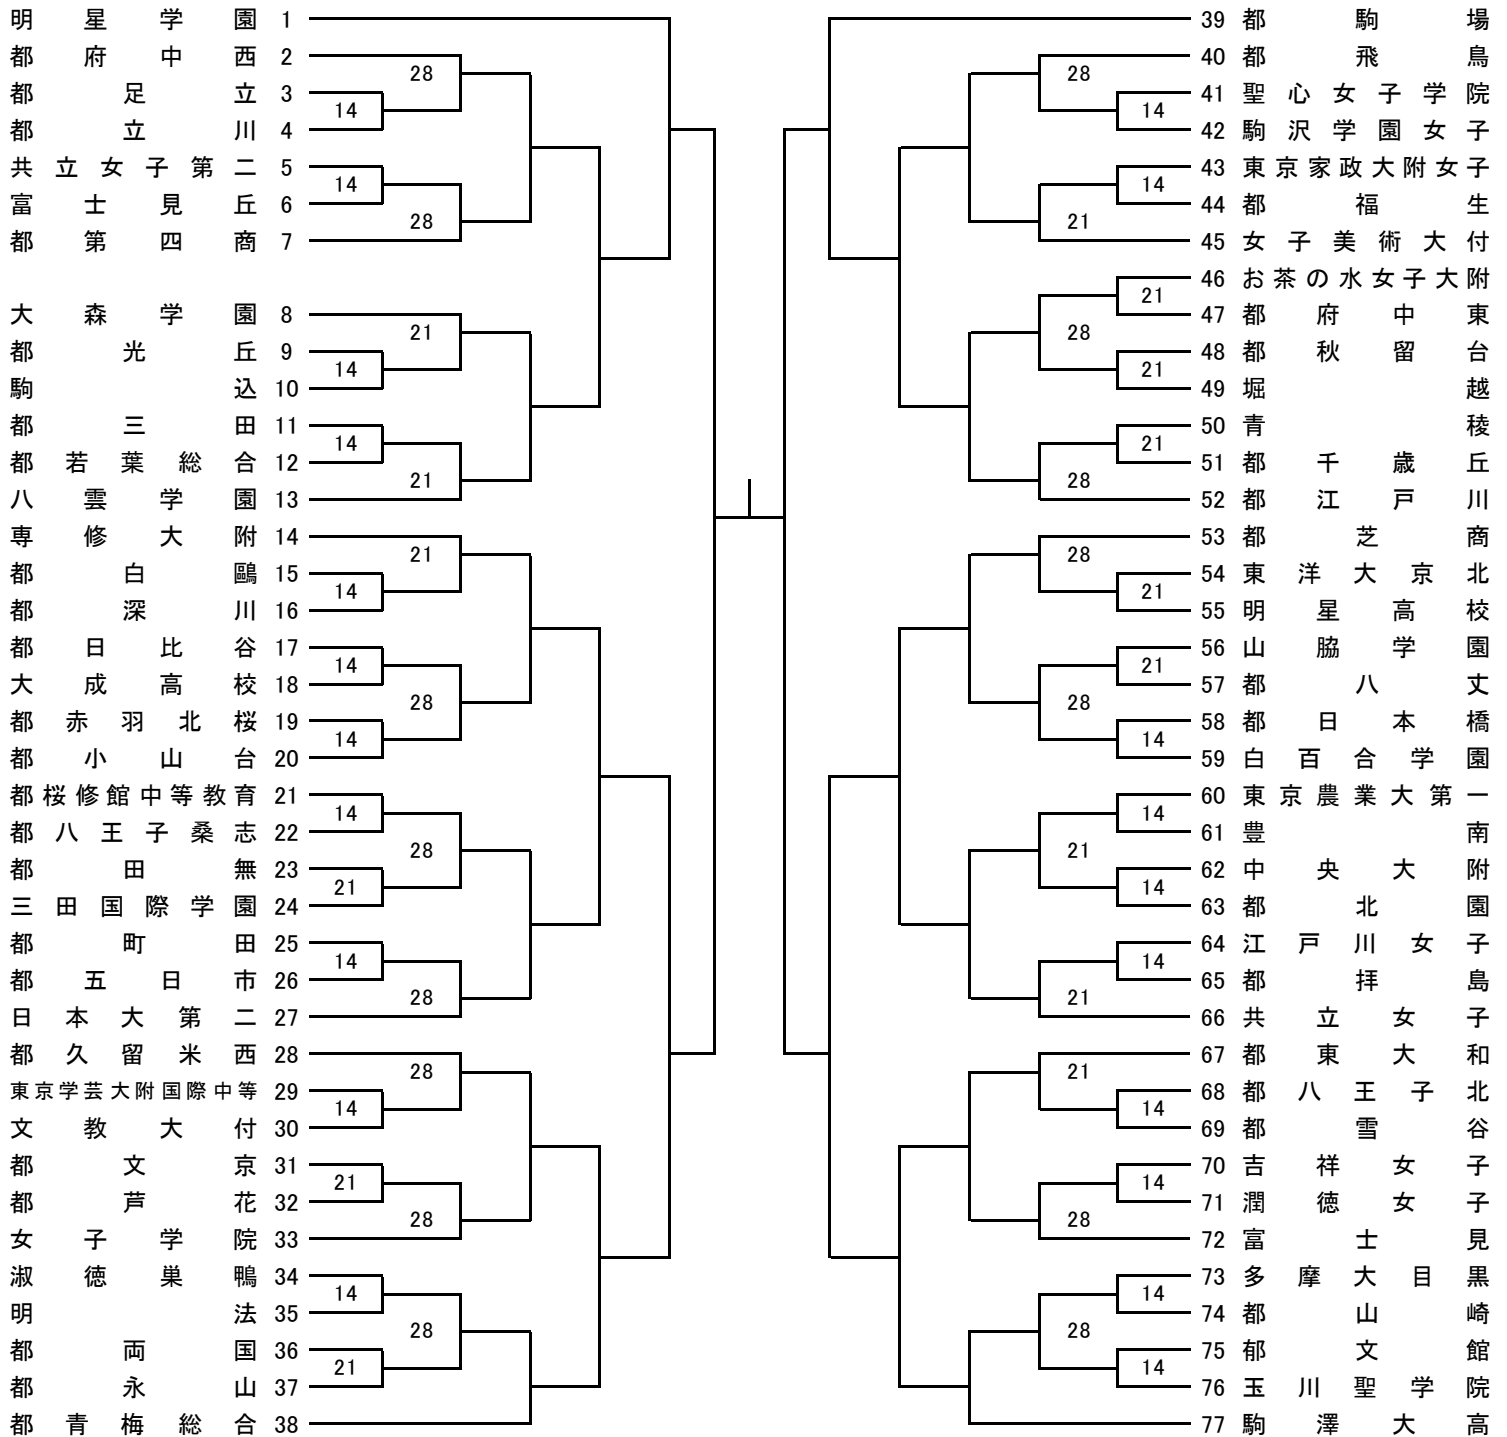 明星学園 1
都府中西 2
28
都足立 3
14
都立川 4
共立女子第二 5
14
富士見丘 6
28
都第四商 7
大森学園 8
21
都光丘 9
14
駒込 10
都三田 11
14
都若葉総合 12
21
八雲学園 13
専修大附 14
21
都白鷗 15
14
都深川 16
都日比谷 17
14
大成高校 18
28
都赤羽北桜 19
14
都小山台 20
都桜修館中等教育 21
14
都八王子桑志 22
28
都田無 23
21
三田国際学園 24
都町田 25
14
都五日市 26
28
日本大第二 27
都久留米西 28
28
東京学芸大附国際中等 29
14
文教大付 30
都文京 31
21
都芦花 32
28
女子学院 33
淑徳巣鴨 34
14
明法 35
28
都両国 36
21
都永山 37
都青梅総合 38
39 都駒場
40 都飛鳥
28
41 聖心女子学院
14
42 駒沢学園女子
43 東京家政大附女子
14
44 都福生
21
45 女子美術大付
46 お茶の水女子大附
21
47 都府中東
28
48 都秋留台
21
49 堀越
50 青稜
21
51 都千歳丘
28
52 都江戸川
53 都芝商
28
54 東洋大京北
21
55 明星高校
56 山脇学園
21
57 都八丈
28
58 都日本橋
14
59 白百合学園
60 東京農業大第一
14
61 豊南
21
62 中央大附
14
63 都北園
64 江戸川女子
14
65 都拝島
21
66 共立女子
67 都東大和
21
68 都八王子北
14
69 都雪谷
70 吉祥女子
14
71 潤徳女子
28
72 富士見
73 多摩大目黒
14
74 都山崎
28
75 郁文館
14
76 玉川聖学院
77 駒澤大高